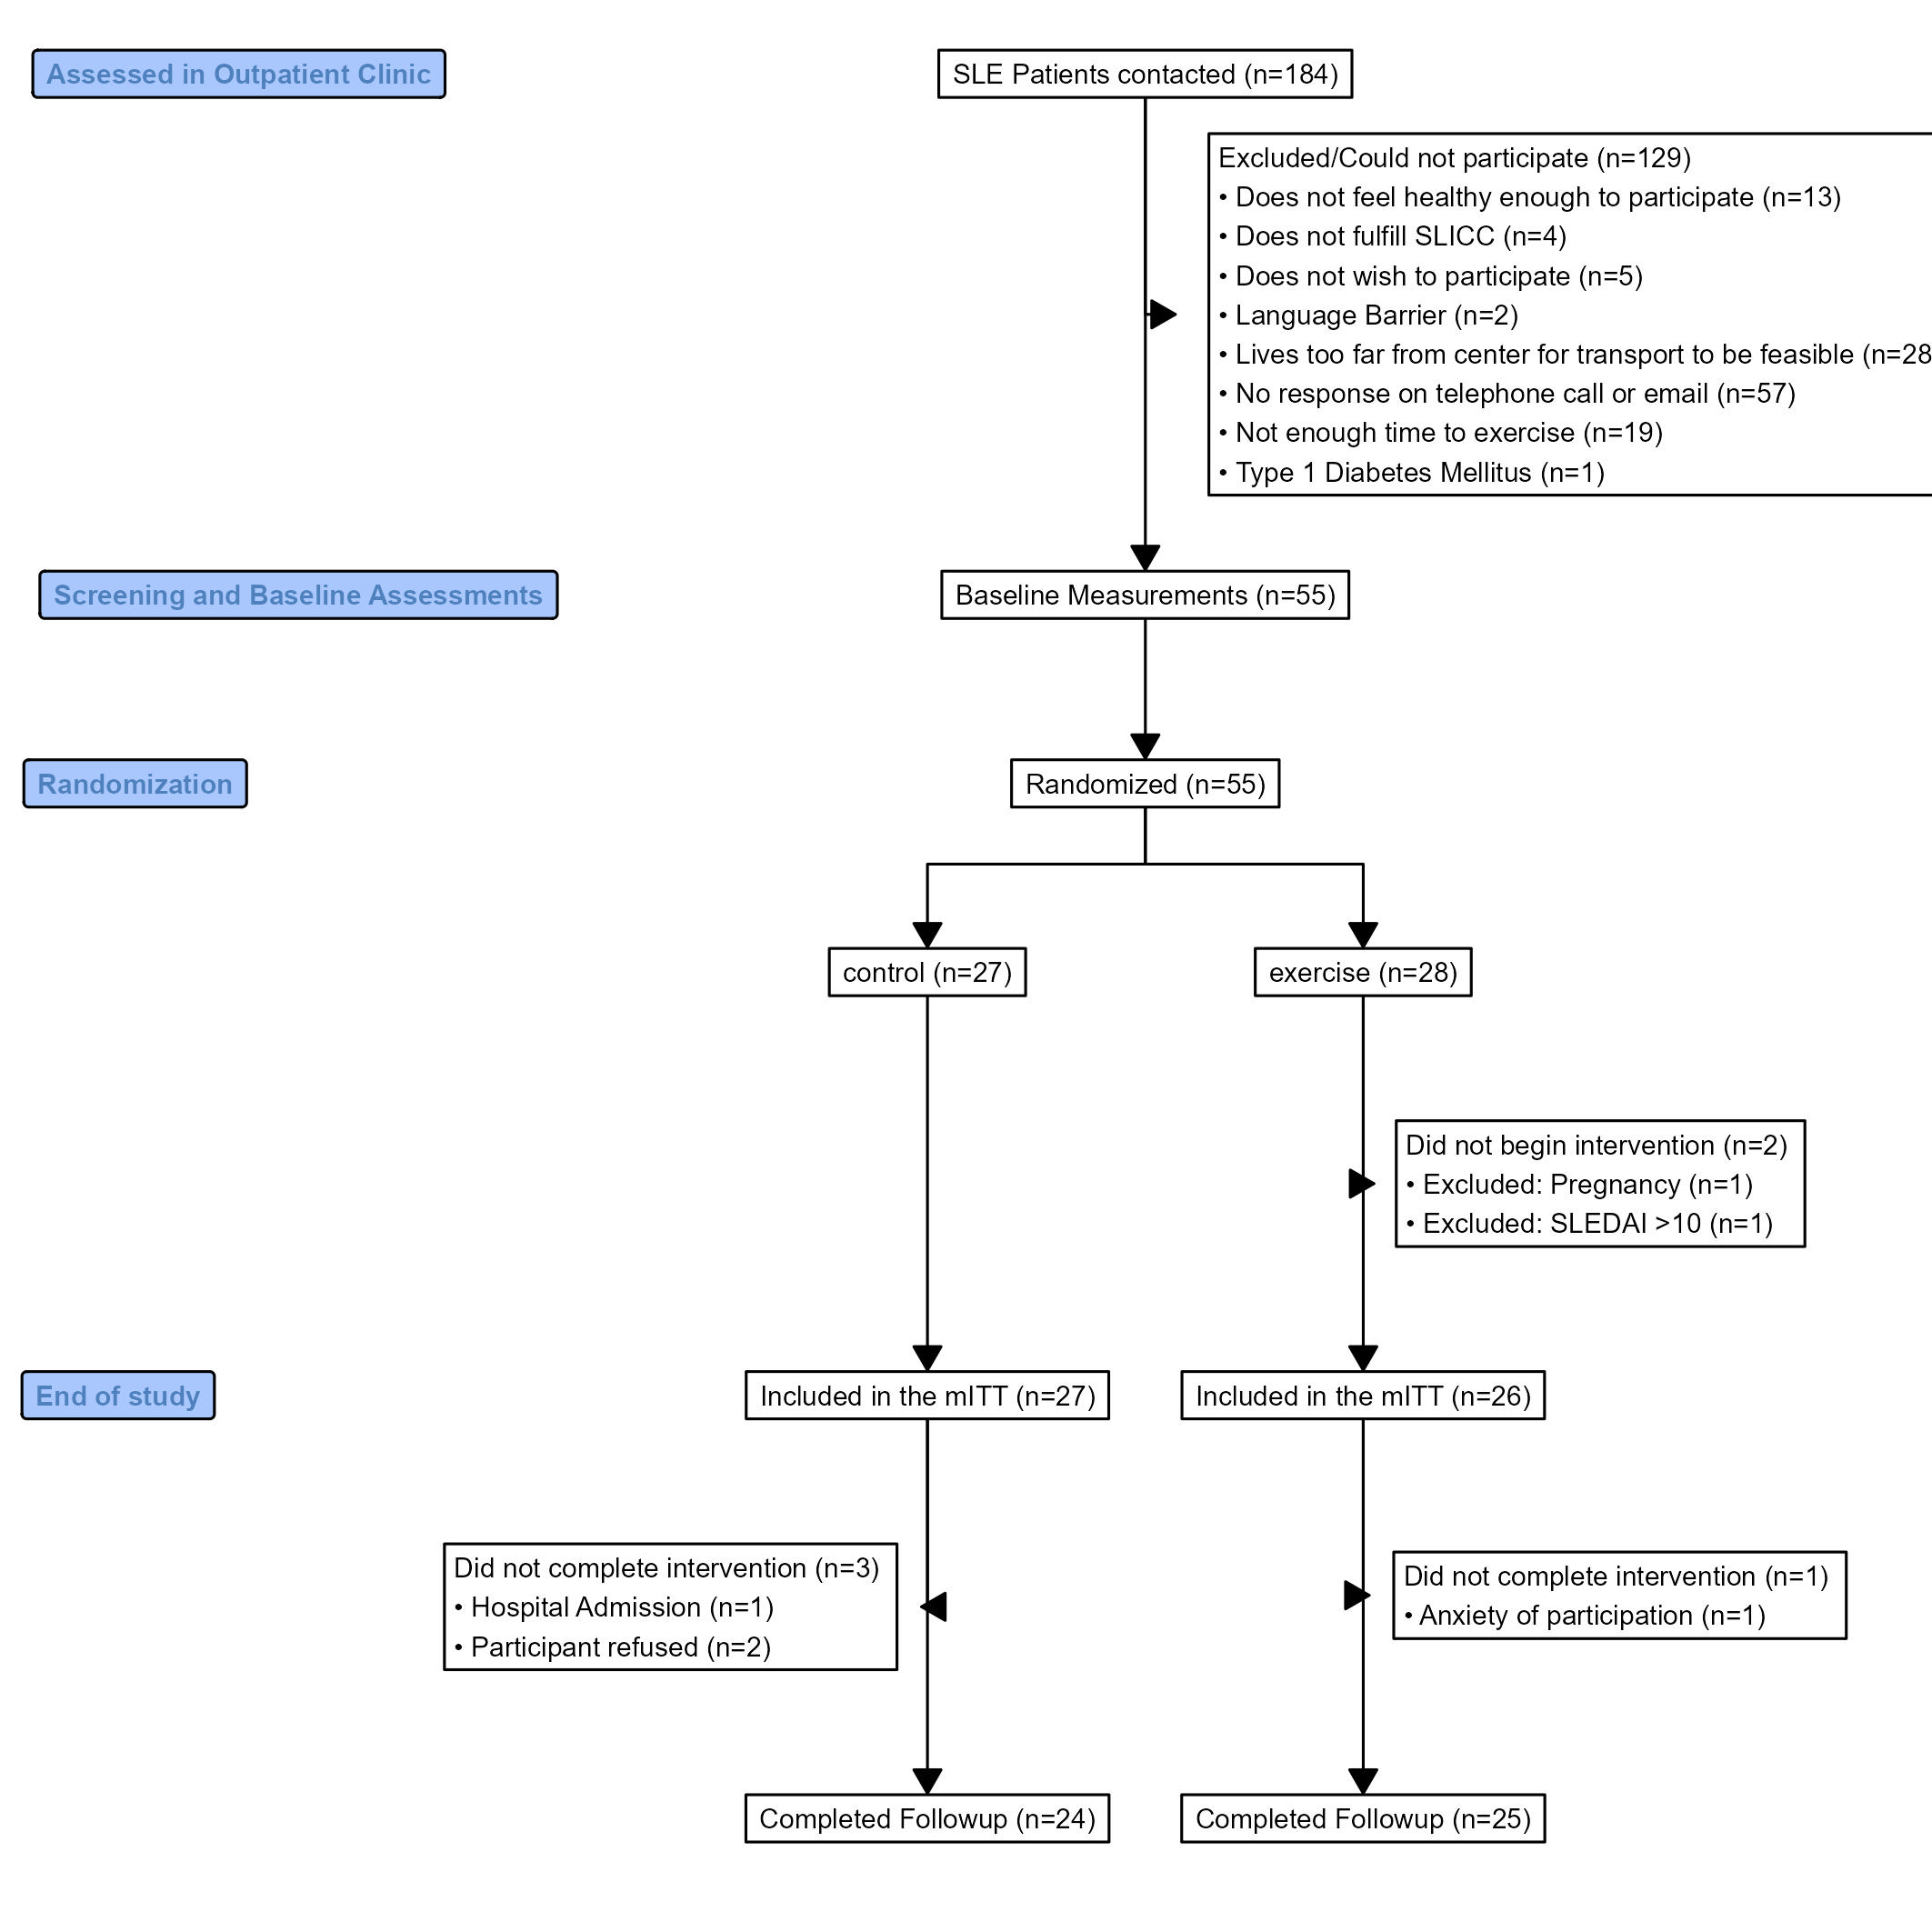 Assessed in Outpatient Clinic
SLE Patients contacted (n=184)
Excluded/Could not participate (n=129)
• Does not feel healthy enough to participate (n=13)
• Does not fulfill SLICC (n=4)
• Does not wish to participate (n=5)
• Language Barrier (n=2)
• Lives too far from center for transport to be feasible (n=28
• No response on telephone call or email (n=57)
• Not enough time to exercise (n=19)
• Type 1 Diabetes Mellitus (n=1)
Screening and Baseline Assessments
Baseline Measurements (n=55)
Randomization
Randomized (n=55)
control (n=27)
exercise (n=28)
Did not begin intervention (n=2)
• Excluded: Pregnancy (n=1)
• Excluded: SLEDAI >10 (n=1)
End of study
Included in the mITT (n=27)
Included in the mITT (n=26)
Did not complete intervention (n=3)
• Hospital Admission (n=1)
• Participant refused (n=2)
Did not complete intervention (n=1)
• Anxiety of participation (n=1)
Completed Followup (n=24)
Completed Followup (n=25)